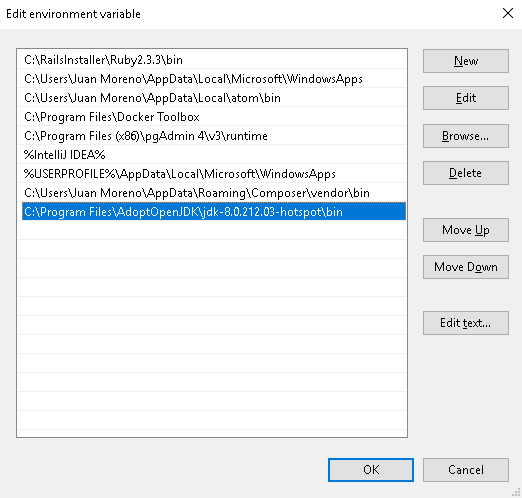 Edit environment variable
C:\RailsInstaller\Ruby2.3.3\bin
C:\Users\Juan Moreno\AppData\Local\Microsoft\WindowsApps
C:\Users\Juan Moreno\AppData\Local\atom\bin
C:\Program Files\Docker Toolbox
C:\Program Files (x86)\pgAdmin 4\v3\runtime
%IntelliJ IDEA%
%USERPROFILE%\AppData\Local\Microsoft\WindowsApps
C:\Users\Juan Moreno\AppData\Roaming\Composer\vendor\bin
C:\Program Files\AdoptOpenJDK\jdk-8.0.212.03-hotspot\bin
New
Edit
Browse...
Delete
Move Up
Move Down
Edit text...
OK
Cancel